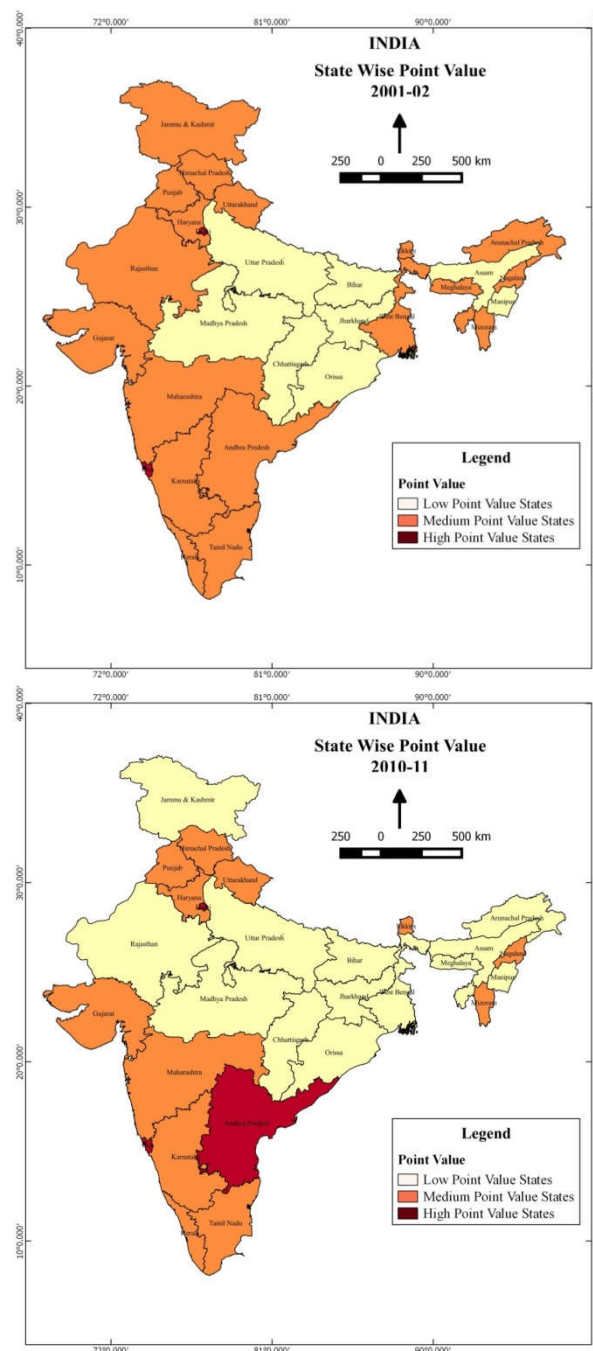 72°0.000' 81°0.000' 90°0.000'
40°0.000'
INDIA
State Wise Point Value
2001-02
250 0 250 500 km
Jammu & Kashmir
Himachal Pradesh
Punjab
Uttarakhand
30°0.000'
Haryana
Rajasthan
Uttar Pradesh
Bihar
Sikkim
Arunachal Pradesh
Assam
Nagaland
Meghalaya
Manipur
Mizoram
Jharkhand
West Bengal
Gujarat
Madhya Pradesh
Chhattisgarh
Orissa
20°0.000'
Maharashtra
Andhra Pradesh
Karnataka
Kerala
Tamil Nadu
10°0.000'
Legend
Point Value
Low Point Value States
Medium Point Value States
High Point Value States
72°0.000' 81°0.000' 90°0.000'
40°0.000'
INDIA
State Wise Point Value
2010-11
250 0 250 500 km
Jammu & Kashmir
Himachal Pradesh
Punjab
Uttarakhand
30°0.000'
Haryana
Rajasthan
Uttar Pradesh
Bihar
Sikkim
Arunachal Pradesh
Assam
Nagaland
Meghalaya
Manipur
Mizoram
Jharkhand
West Bengal
Gujarat
Madhya Pradesh
Chhattisgarh
Orissa
20°0.000'
Maharashtra
Andhra Pradesh
Karnataka
Kerala
Tamil Nadu
10°0.000'
Legend
Point Value
Low Point Value States
Medium Point Value States
High Point Value States
72°0.000' 81°0.000' 90°0.000'